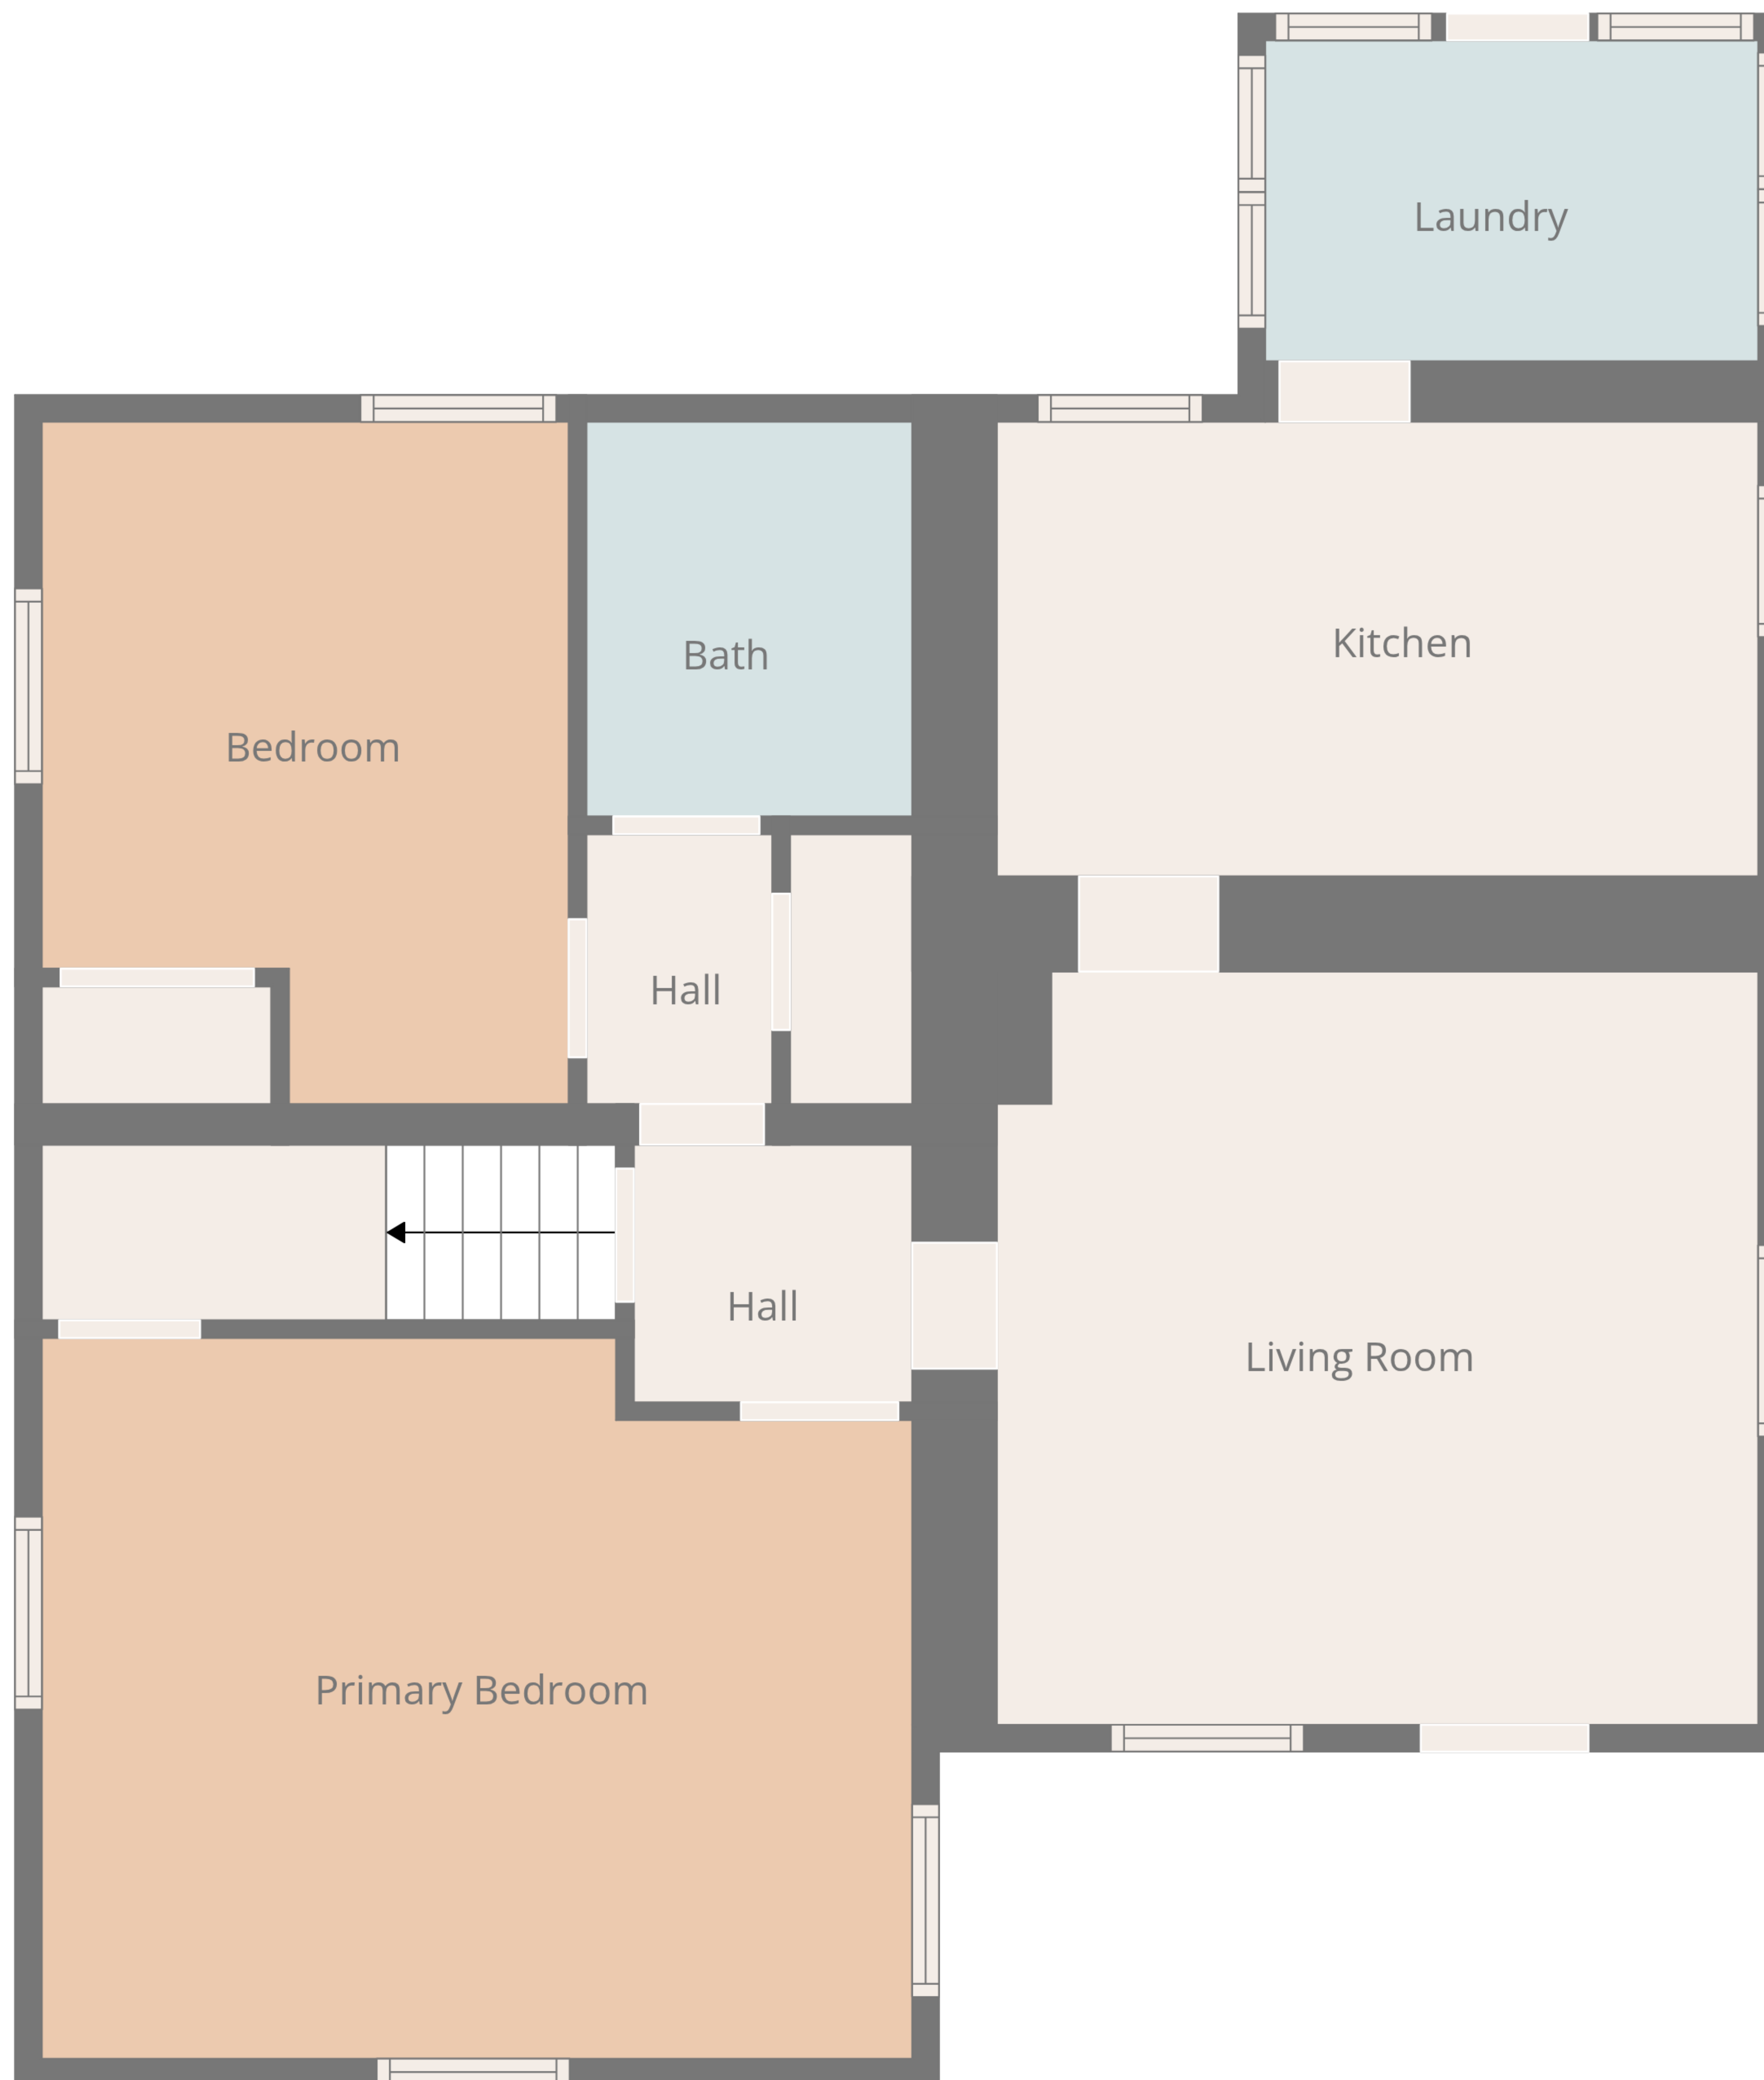 Laundry
Kitchen
Bath
Bedroom
Hall
Hall
Living Room
Primary Bedroom